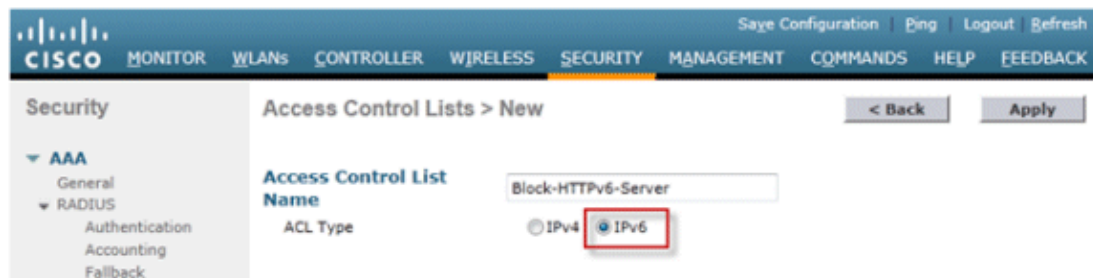 Save Configuration | Ping | Logout | Refresh
CISCO MONITOR WLANs CONTROLLER WIRELESS SECURITY MANAGEMENT COMMANDS HELP FEEDBACK
Security
Access Control Lists > New
< Back
Apply
AAA
General
RADIUS
Authentication
Accounting
Fallback
Access Control List Name
Block-HTTPv6-Server
ACL Type
IPv4
IPv6